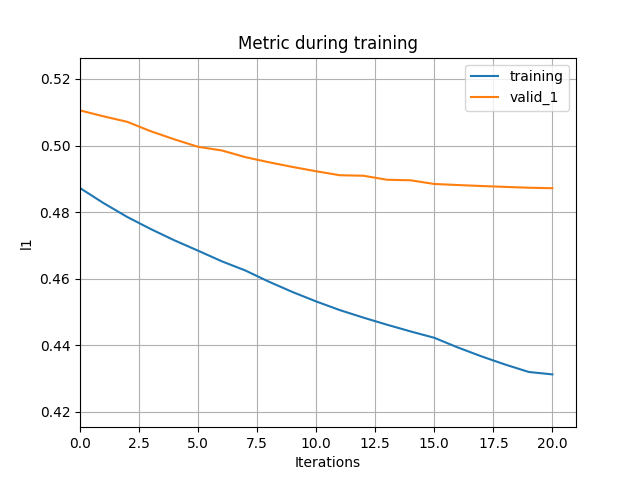 Metric during training
training
valid_1
0.52
0.50
0.48
0.46
0.44
0.42
l1
0.0 2.5 5.0 7.5 10.0 12.5 15.0 17.5 20.0
Iterations